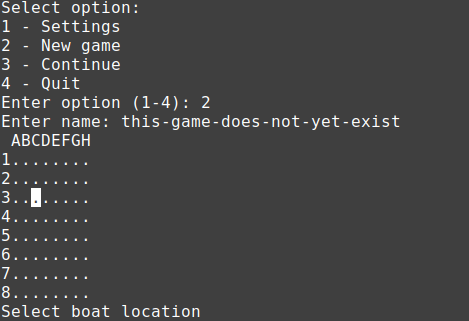 Select option:
1 - Settings
2 - New game
3 - Continue
4 - Quit
Enter option (1-4): 2
Enter name: this-game-does-not-yet-exist
 ABCDEFGH
1........
2........
3........
4........
5........
6........
7........
8........
Select boat location